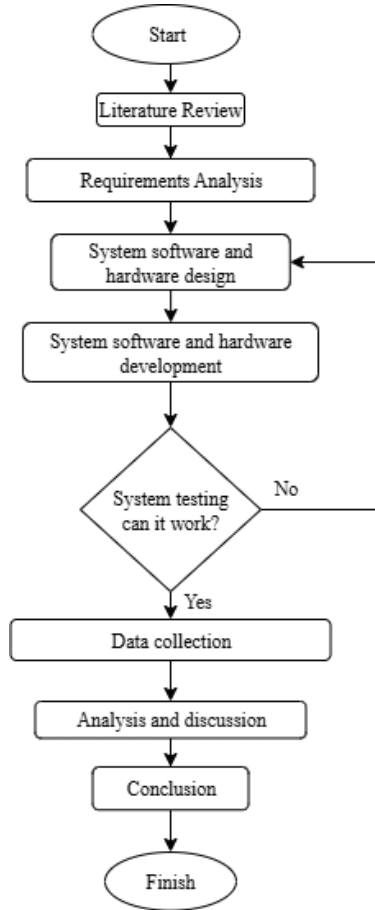 Start
Literature Review
Requirements Analysis
System software and
hardware design
System software and hardware
development
System testing
can it work?
No
Yes
Data collection
Analysis and discussion
Conclusion
Finish